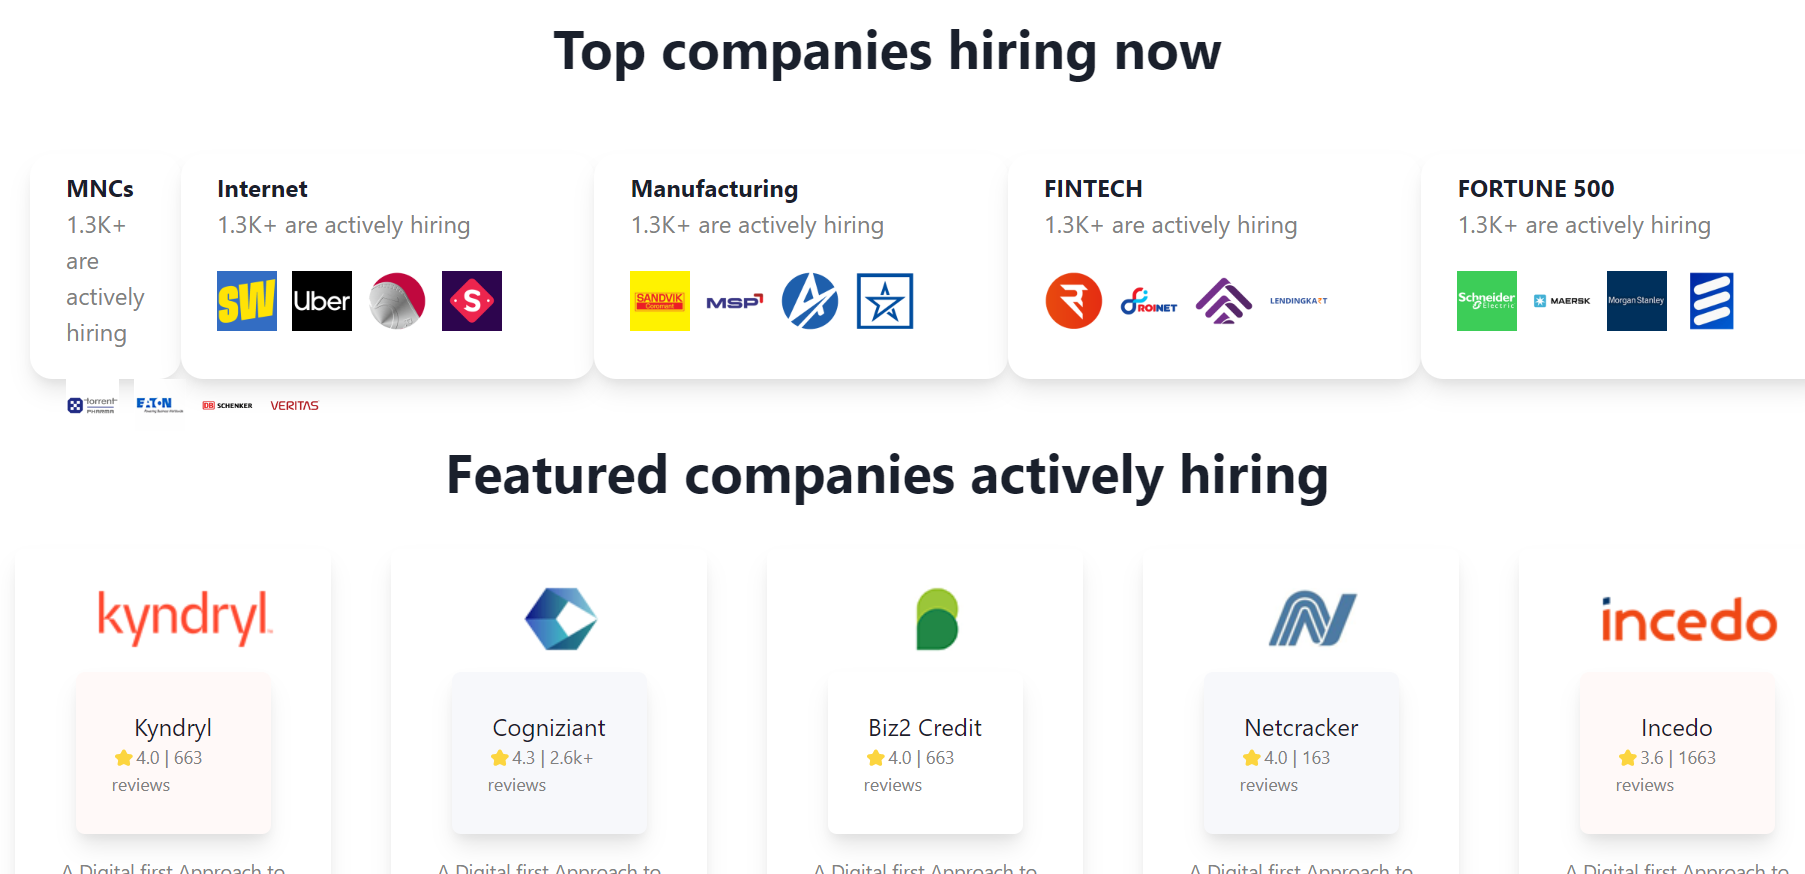 Top companies hiring now
MNCs
1.3K+
are
actively
hiring
torrent
PHARMA
EATON
DB SCHENKER
VERITAS
Internet
1.3K+ are actively hiring
SW
Uber
S
Manufacturing
1.3K+ are actively hiring
SANDVIK
Coromant
MSP
FINTECH
1.3K+ are actively hiring
ROINET
LENDINGKART
FORTUNE 500
1.3K+ are actively hiring
Schneider
Electric
MAERSK
Morgan Stanley
Featured companies actively hiring
kyndryl
Kyndryl
4.0 | 663
reviews
A Digital first Approach to
Cogniziant
4.3 | 2.6k+
reviews
A Digital first Approach to
Biz2 Credit
4.0 | 663
reviews
A Digital first Approach to
Netcracker
4.0 | 163
reviews
A Digital first Approach to
incedo
Incedo
3.6 | 1663
reviews
A Digital first Approach to